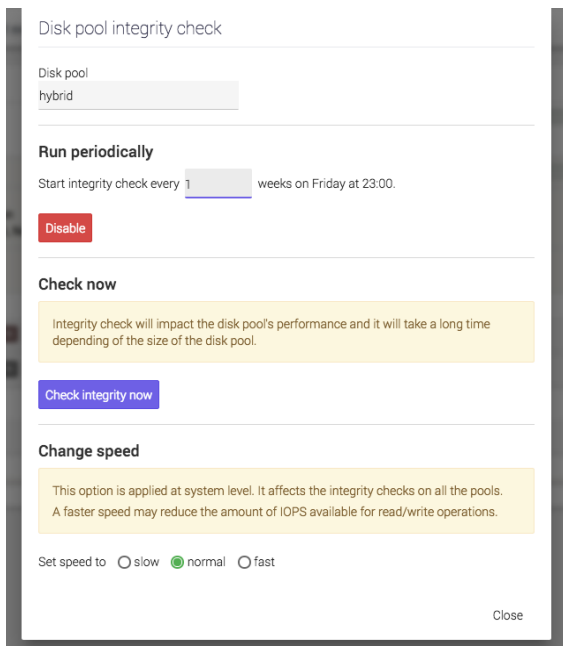 Disk pool integrity check
Disk pool
hybrid
Run periodically
Start integrity check every 1 weeks on Friday at 23:00.
Disable
Check now
Integrity check will impact the disk pool's performance and it will take a long time
depending of the size of the disk pool.
Check integrity now
Change speed
This option is applied at system level. It affects the integrity checks on all the pools.
A faster speed may reduce the amount of IOPS available for read/write operations.
Set speed to slow normal fast
Close